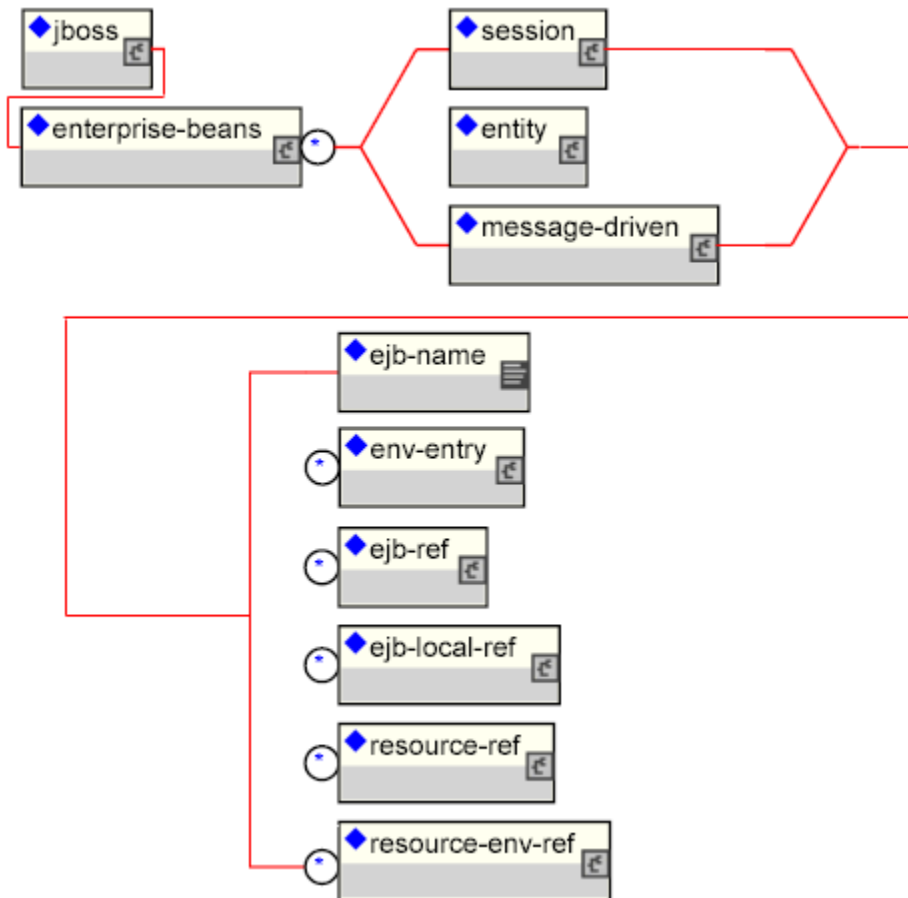 jboss
enterprise-beans
*
session
entity
message-driven
ejb-name
* env-entry
* ejb-ref
* ejb-local-ref
* resource-ref
* resource-env-ref